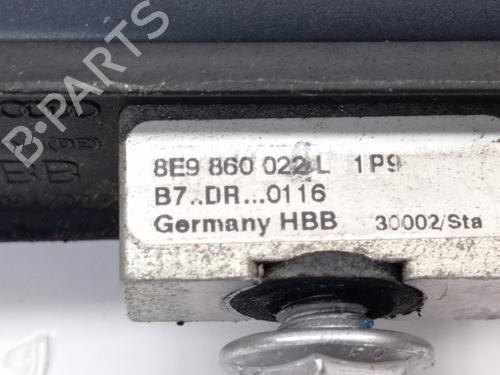 B-Parts
8E9 860 022 L 1P9
B7..DR...0116
Germany HBB 30002/Sta